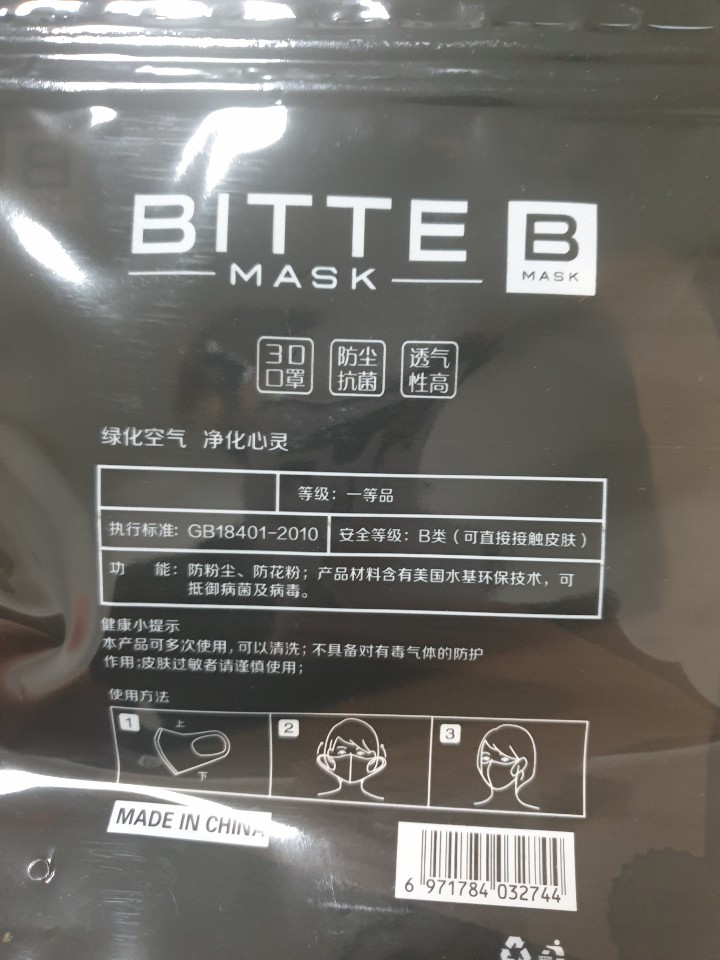 BITTE
MASK
B
MASK
3D
口罩
防尘
抗菌
透气
性高
绿化空气 净化心灵
等级：一等品
执行标准：GB18401-2010
安全等级：B类（可直接接触皮肤）
功 能：防粉尘、防花粉；产品材料含有美国水基环保技术，可
抵御病菌及病毒。
健康小提示
本产品可多次使用，可以清洗；不具备对有毒气体的防护
作用；皮肤过敏者请谨慎使用；
使用方法
1
上
下
2
3
MADE IN CHINA
6 971784 032744